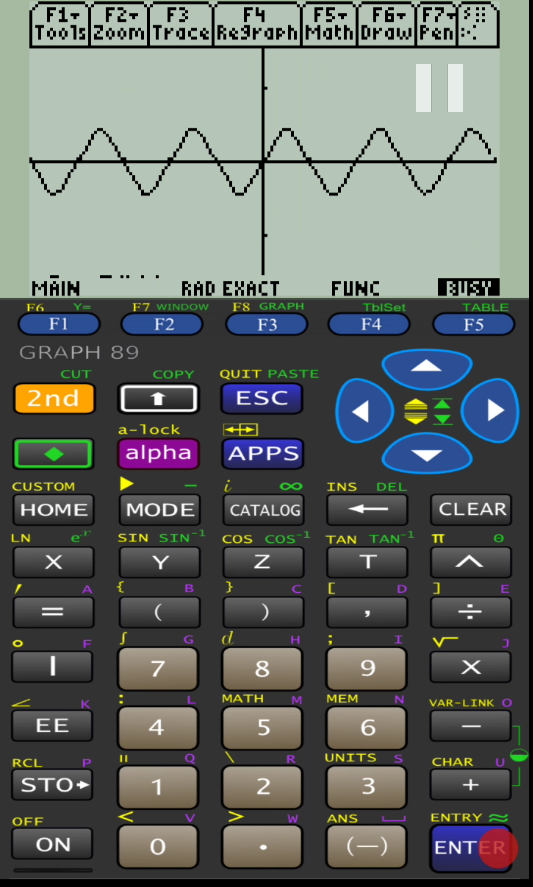 F1 F2 F3 F4 F5 F6 F7
Tools Zoom Trace ReGraph Math Draw Pen
MAIN RAD EXACT FUNC BUSY
F6 Y= F7 WINDOW F8 GRAPH TblSet TABLE
F1 F2 F3 F4 F5
GRAPH 89
CUT COPY QUIT PASTE
2nd ESC
a-lock
alpha APPS
CUSTOM ► – i ∞ INS DEL
HOME MODE CATALOG ← CLEAR
LN eˣ SIN SIN⁻¹ COS COS⁻¹ TAN TAN⁻¹ π θ
X Y Z T ^
′ A { B } C [ D ] E
= ( ) , ÷
° F ∫ G d H ; I √ J
| 7 8 9 ×
∠ K : L MATH M MEM N VAR-LINK O
EE 4 5 6 −
RCL P " Q \ R UNITS S CHAR U
STO► 1 2 3 +
OFF < V > W ANS ENTRY ≈
ON 0 . (—) ENTER